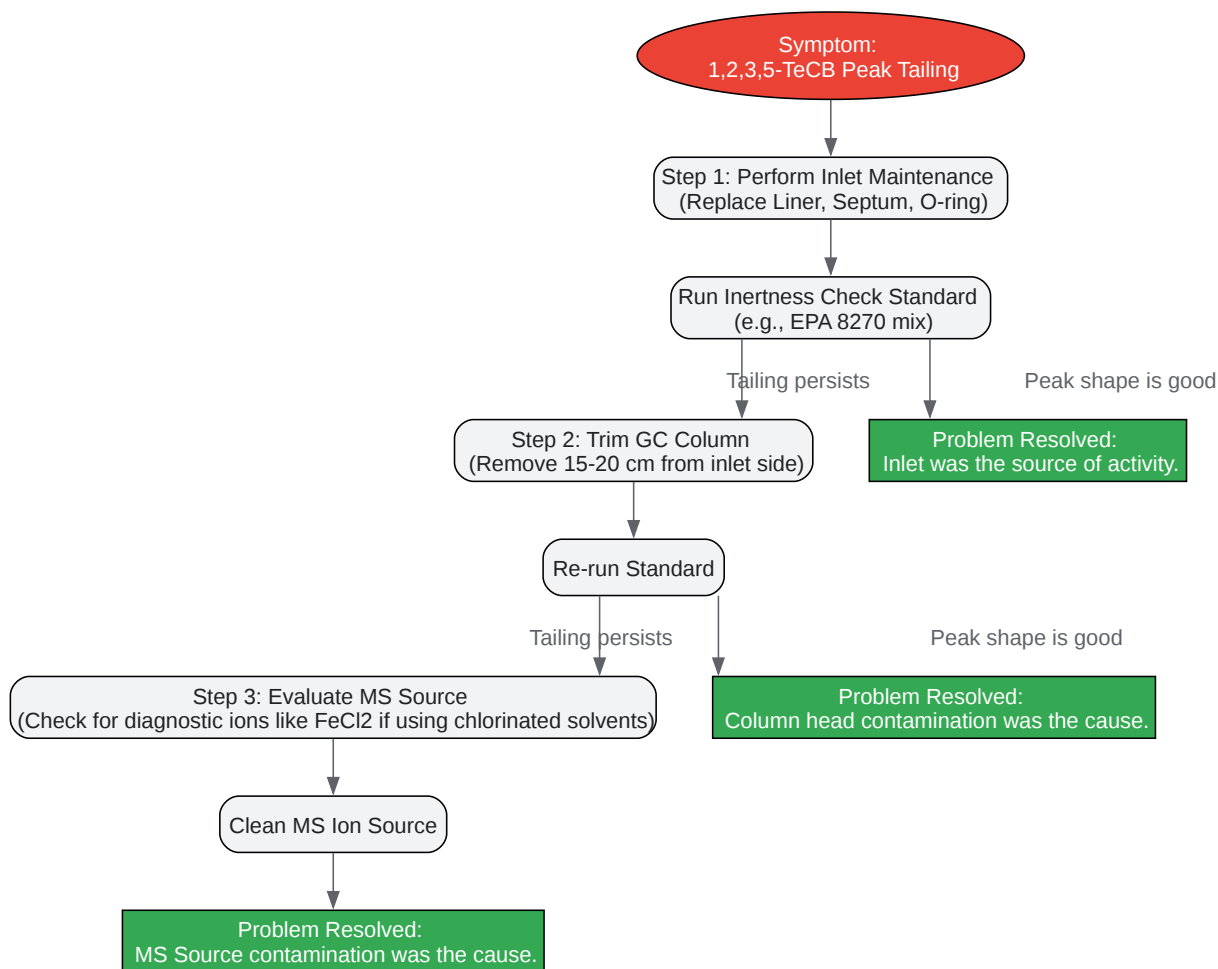 Symptom:
1,2,3,5-TeCB Peak Tailing
Step 1: Perform Inlet Maintenance
(Replace Liner, Septum, O-ring)
Run Inertness Check Standard
(e.g., EPA 8270 mix)
Tailing persists
Peak shape is good
Step 2: Trim GC Column
(Remove 15-20 cm from inlet side)
Problem Resolved:
Inlet was the source of activity.
Re-run Standard
Tailing persists
Peak shape is good
Step 3: Evaluate MS Source
(Check for diagnostic ions like FeCl2 if using chlorinated solvents)
Problem Resolved:
Column head contamination was the cause.
Clean MS Ion Source
Problem Resolved:
MS Source contamination was the cause.